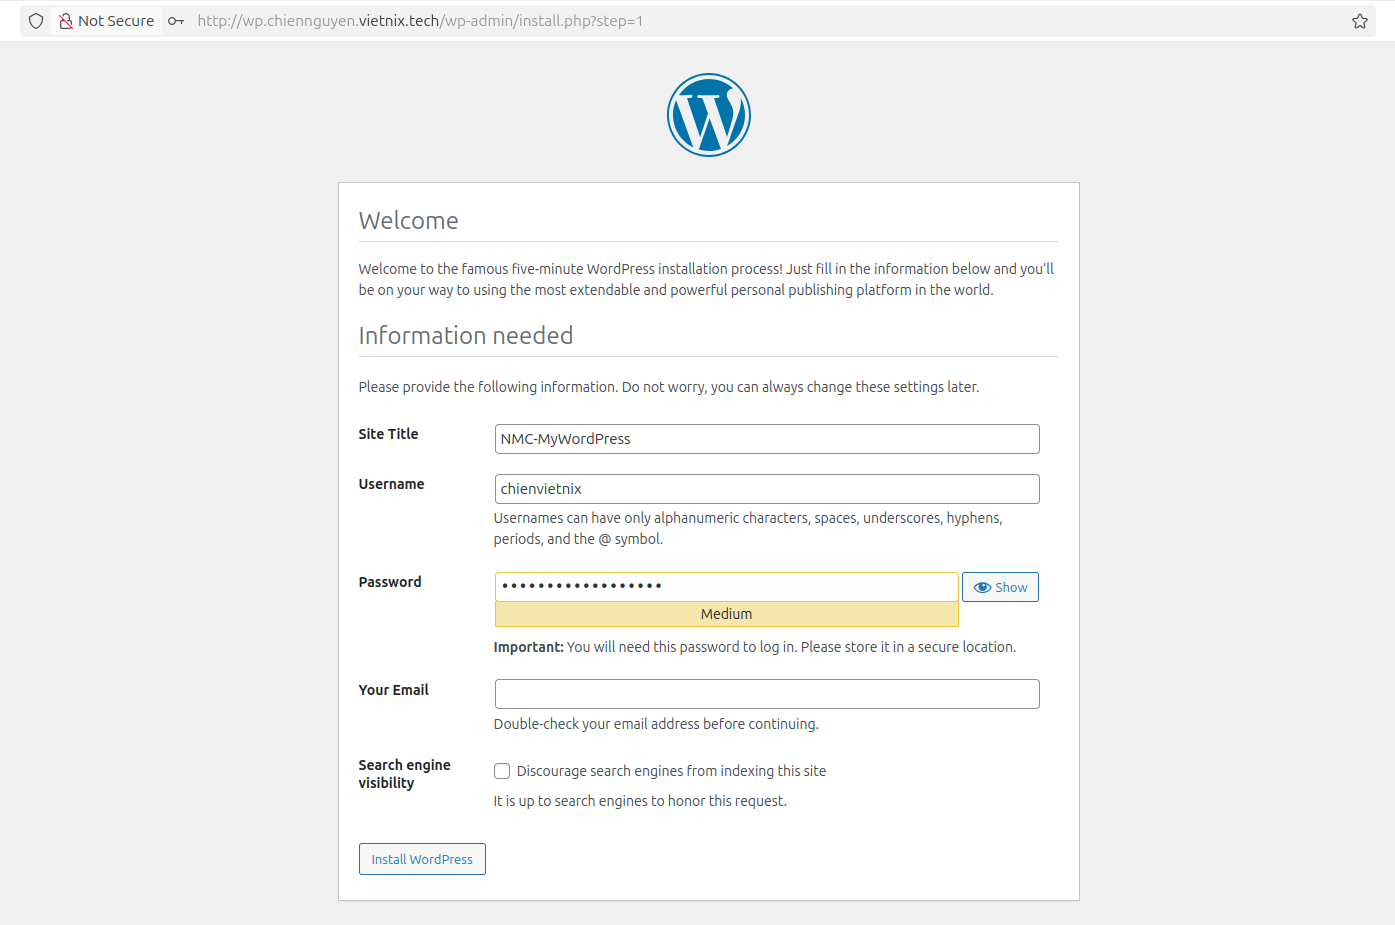 Not Secure http://wp.chiennguyen.vietnix.tech/wp-admin/install.php?step=1
Welcome
Welcome to the famous five-minute WordPress installation process! Just fill in the information below and you’ll
be on your way to using the most extendable and powerful personal publishing platform in the world.
Information needed
Please provide the following information. Do not worry, you can always change these settings later.
Site Title NMC-MyWordPress
Username chienvietnix
Usernames can have only alphanumeric characters, spaces, underscores, hyphens,
periods, and the @ symbol.
Password •••••••••••••••••• Show
Medium
Important: You will need this password to log in. Please store it in a secure location.
Your Email
Double-check your email address before continuing.
Search engine
visibility
Discourage search engines from indexing this site
It is up to search engines to honor this request.
Install WordPress